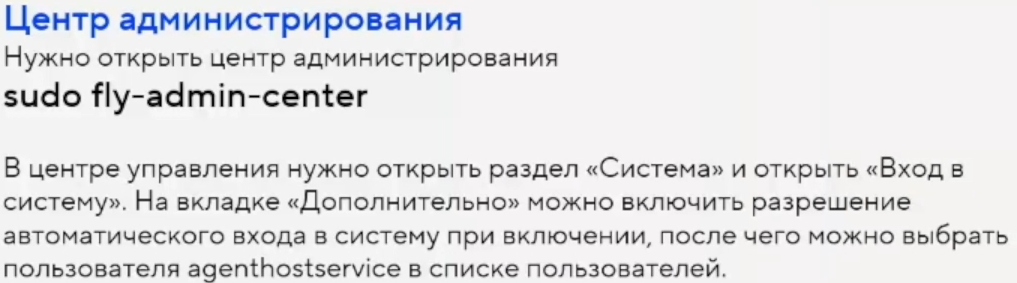 Центр администрирования
Нужно открыть центр администрирования
sudo fly-admin-center
В центре управления нужно открыть раздел «Система» и открыть «Вход в
систему». На вкладке «Дополнительно» можно включить разрешение
автоматического входа в систему при включении, после чего можно выбрать
пользователя agenthostservice в списке пользователей.